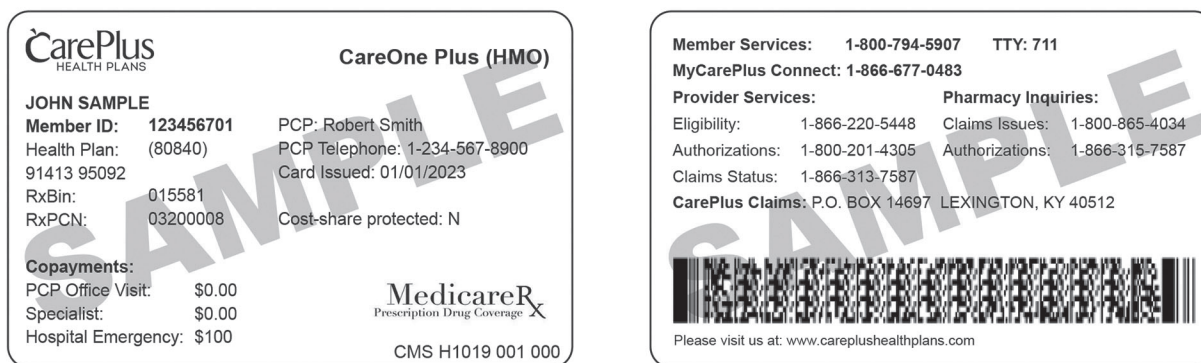 CarePlus
HEALTH PLANS
CareOne Plus (HMO)
JOHN SAMPLE
Member ID: 123456701
Health Plan: (80840)
91413 95092
RxBin: 015581
RxPCN: 03200008
PCP: Robert Smith
PCP Telephone: 1-234-567-8900
Card Issued: 01/01/2023
Cost-share protected: N
Copayments:
PCP Office Visit: $0.00
Specialist: $0.00
Hospital Emergency: $100
MedicareRx
Prescription Drug Coverage
CMS H1019 001 000
SAMPLE
Member Services: 1-800-794-5907 TTY: 711
MyCarePlus Connect: 1-866-677-0483
Provider Services:
Eligibility: 1-866-220-5448
Authorizations: 1-800-201-4305
Claims Status: 1-866-313-7587
Pharmacy Inquiries:
Claims Issues: 1-800-865-4034
Authorizations: 1-866-315-7587
CarePlus Claims: P.O. BOX 14697 LEXINGTON, KY 40512
Please visit us at: www.careplushealthplans.com
SAMPLE